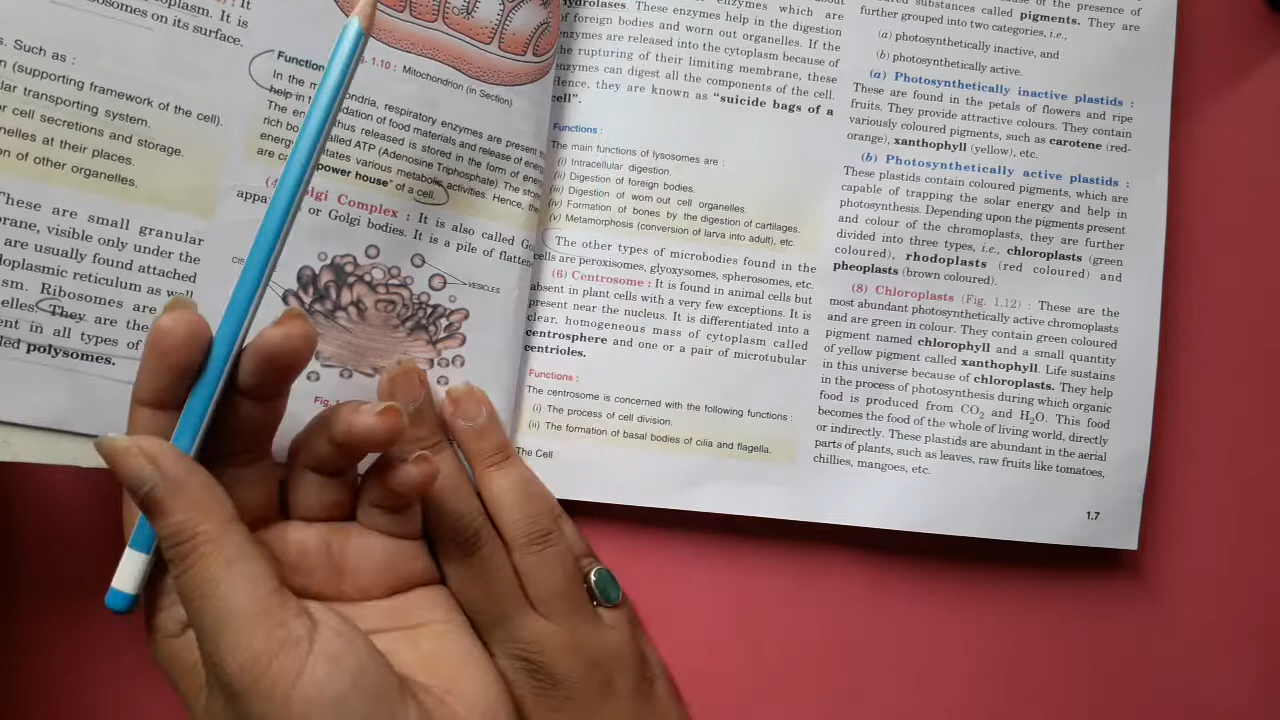 toplasm. It is
osomes on its surface.
s. Such as :
n (supporting framework of the cell).
lar transporting system.
r cell secretions and storage.
nelles at their places.
on of other organelles.
These are small granular
rane, visible only under the
are usually found attached
doplasmic reticulum as well
sm. Ribosomes are
elles. They are the
ent in all types of
led polysomes.
1.10 : Mitochondrion (in Section)
Function
In the m ondria, respiratory enzymes are present
help in dation of food materials and release of
The en thus released is stored in the form of
rich bo alled ATP (Adenosine Triphosphate). The
energy tates various metabolic activities. Hence, the
are ca power house" of a cell.
(4 olgi Complex : It is also called
appa or Golgi bodies. It is a pile of
VESICLES
Fig.
enzymes which are
hydrolases. These enzymes help in the digestion
of foreign bodies and worn out organelles. If the
enzymes are released into the cytoplasm because of
the rupturing of their limiting membrane, these
enzymes can digest all the components of the cell.
Hence, they are known as "suicide bags of a
cell".
Functions :
The main functions of lysosomes are :
(i) Intracellular digestion.
(ii) Digestion of foreign bodies.
(iii) Digestion of worn out cell organelles.
(iv) Formation of bones by the digestion of cartilages.
(v) Metamorphosis (conversion of larva into adult), etc.
The other types of microbodies found in the
cells are peroxisomes, glyoxysomes, spherosomes, etc.
(6) Centrosome : It is found in animal cells but
absent in plant cells with a very few exceptions. It is
present near the nucleus. It is differentiated into a
clear, homogeneous mass of cytoplasm called
centrosphere and one or a pair of microtubular
centrioles.
Functions :
The centrosome is concerned with the following functions :
(i) The process of cell division.
(ii) The formation of basal bodies of cilia and flagella.
The Cell
substances called pigments. They are
further grouped into two categories, i.e.,
(a) photosynthetically inactive, and
(b) photosynthetically active.
(a) Photosynthetically inactive plastids :
These are found in the petals of flowers and ripe
fruits. They provide attractive colours. They contain
variously coloured pigments, such as carotene (red-
orange), xanthophyll (yellow), etc.
(b) Photosynthetically active plastids :
These plastids contain coloured pigments, which are
capable of trapping the solar energy and help in
photosynthesis. Depending upon the pigments present
and colour of the chromoplasts, they are further
divided into three types, i.e., chloroplasts (green
coloured), rhodoplasts (red coloured) and
pheoplasts (brown coloured).
(8) Chloroplasts (Fig. 1.12) : These are the
most abundant photosynthetically active chromoplasts
and are green in colour. They contain green coloured
pigment named chlorophyll and a small quantity
of yellow pigment called xanthophyll. Life sustains
in this universe because of chloroplasts. They help
in the process of photosynthesis during which organic
food is produced from CO₂ and H₂O. This food
becomes the food of the whole of living world, directly
or indirectly. These plastids are abundant in the aerial
parts of plants, such as leaves, raw fruits like tomatoes,
chillies, mangoes, etc.
1.7